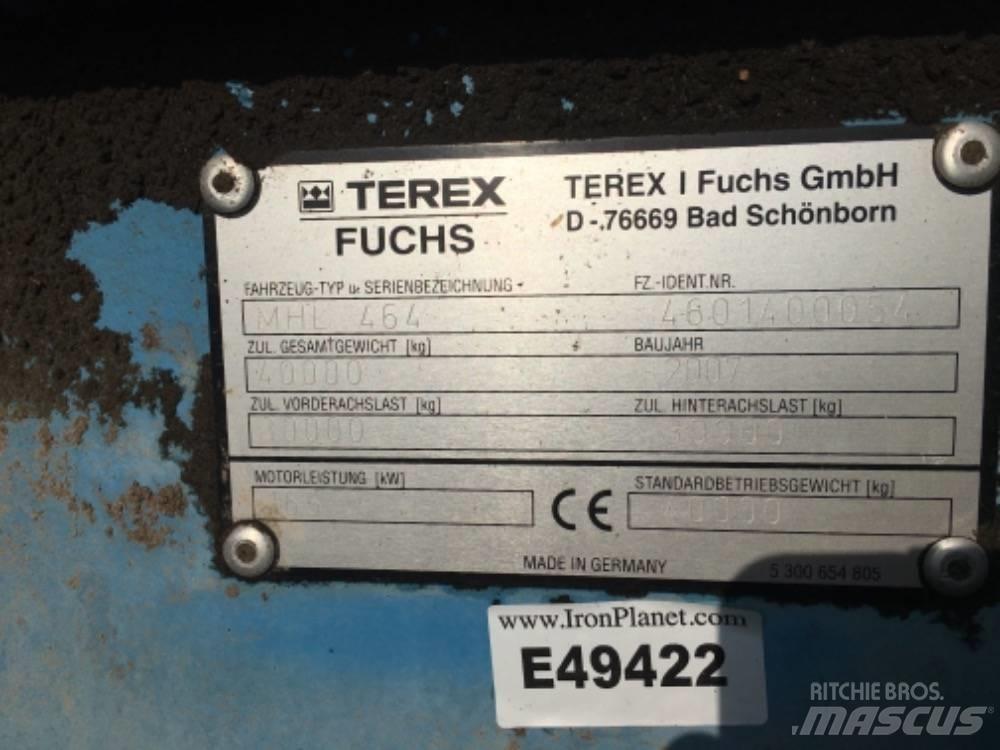 TEREX
FUCHS
TEREX | Fuchs GmbH
D-.76669 Bad Schönborn
FAHRZEUG-TYP u. SERIENBEZEICHNUNG FZ.-IDENT.NR.
MHL 464 4601400054
ZUL. GESAMTGEWICHT [kg] BAUJAHR
40000 2007
ZUL. VORDERACHSLAST [kg] ZUL. HINTERACHSLAST [kg]
MOTORLEISTUNG [kW] STANDARDBETRIEBSGEWICHT [kg]
CE 40000
MADE IN GERMANY 5 300 654 805
www.IronPlanet.com
E49422
RITCHIE BROS.
MASCUS